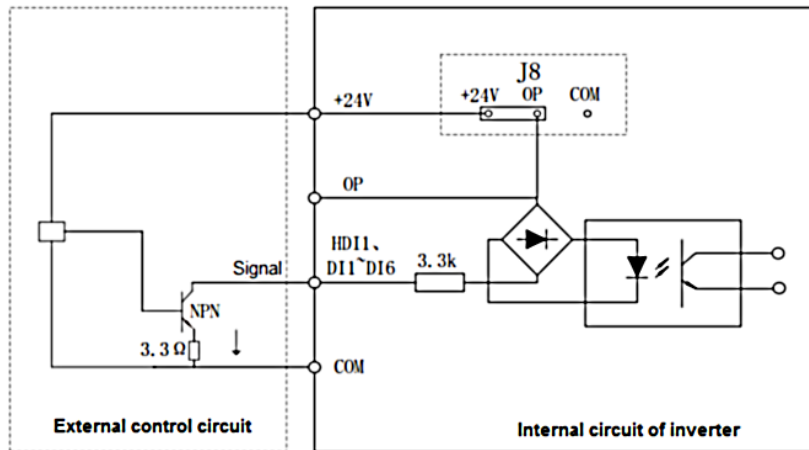 J8
+24V OP COM
+24V
OP
HDI1、
DI1~DI6
3.3k
Signal
NPN
3.3Ω
COM
External control circuit
Internal circuit of inverter